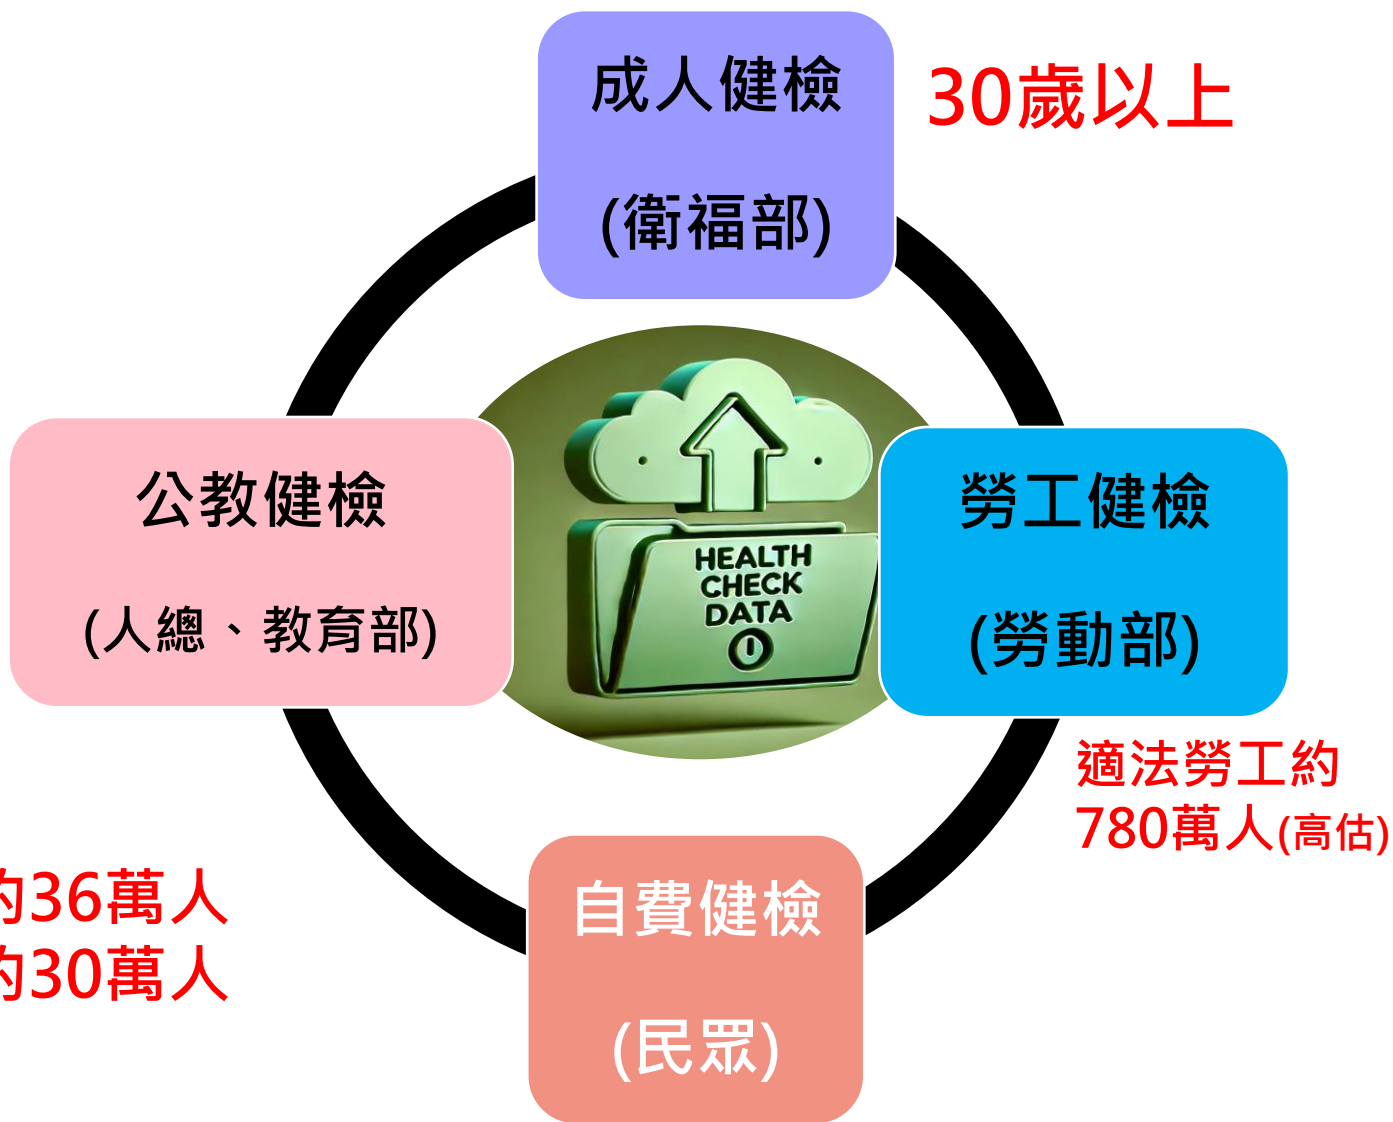 成人健檢
(衛福部)
30歲以上
公教健檢
(人總、教育部)
HEALTH
CHECK
DATA
勞工健檢
(勞動部)
適法勞工約
780萬人(高估)
約36萬人
約30萬人
自費健檢
(民眾)